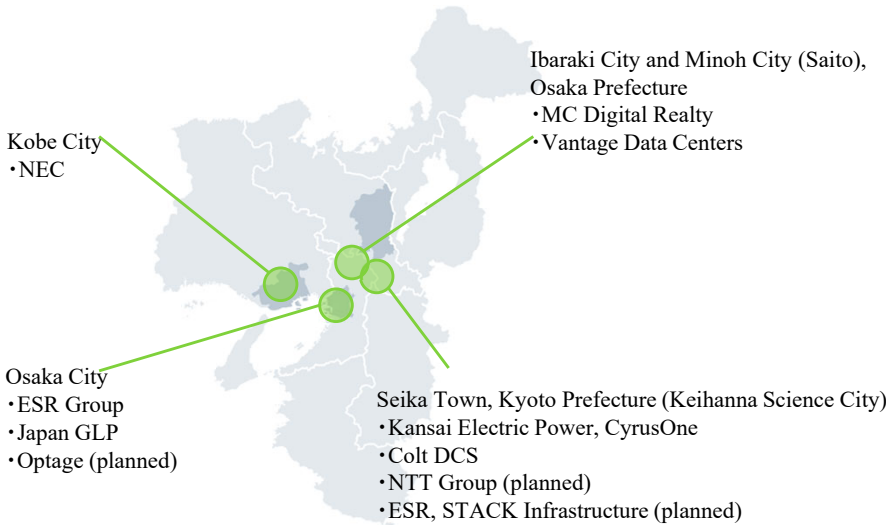 Ibaraki City and Minoh City (Saito),
Osaka Prefecture
・MC Digital Realty
・Vantage Data Centers
Kobe City
・NEC
Osaka City
・ESR Group
・Japan GLP
・Optage (planned)
Seika Town, Kyoto Prefecture (Keihanna Science City)
・Kansai Electric Power, CyrusOne
・Colt DCS
・NTT Group (planned)
・ESR, STACK Infrastructure (planned)